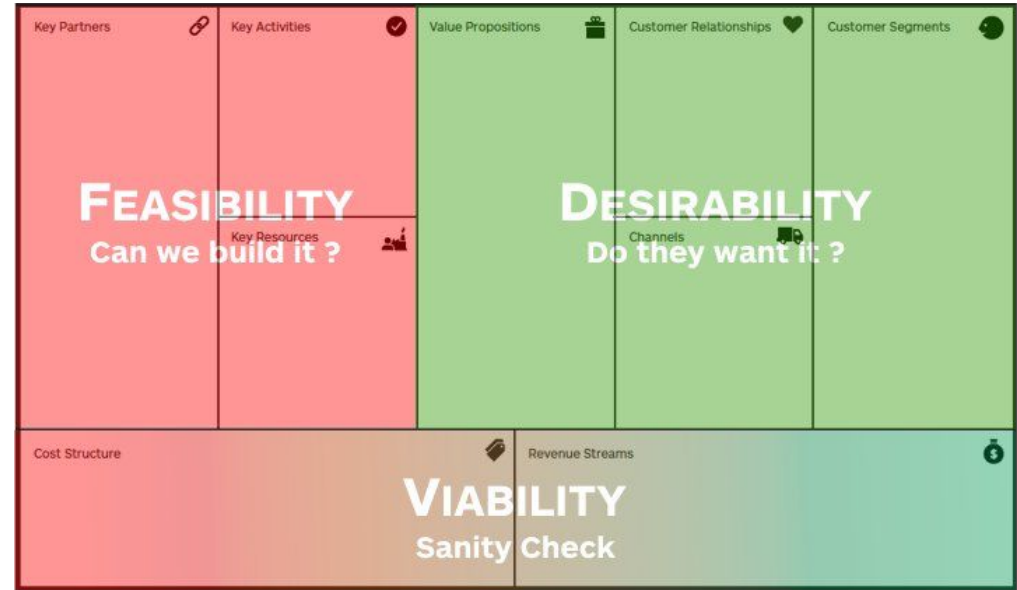 Key Partners
Key Activities
Value Propositions
Customer Relationships
Customer Segments
FEASIBILITY
Can we build it ?
Key Resources
DESIRABILITY
Do they want it ?
Channels
Cost Structure
Revenue Streams
VIABILITY
Sanity Check